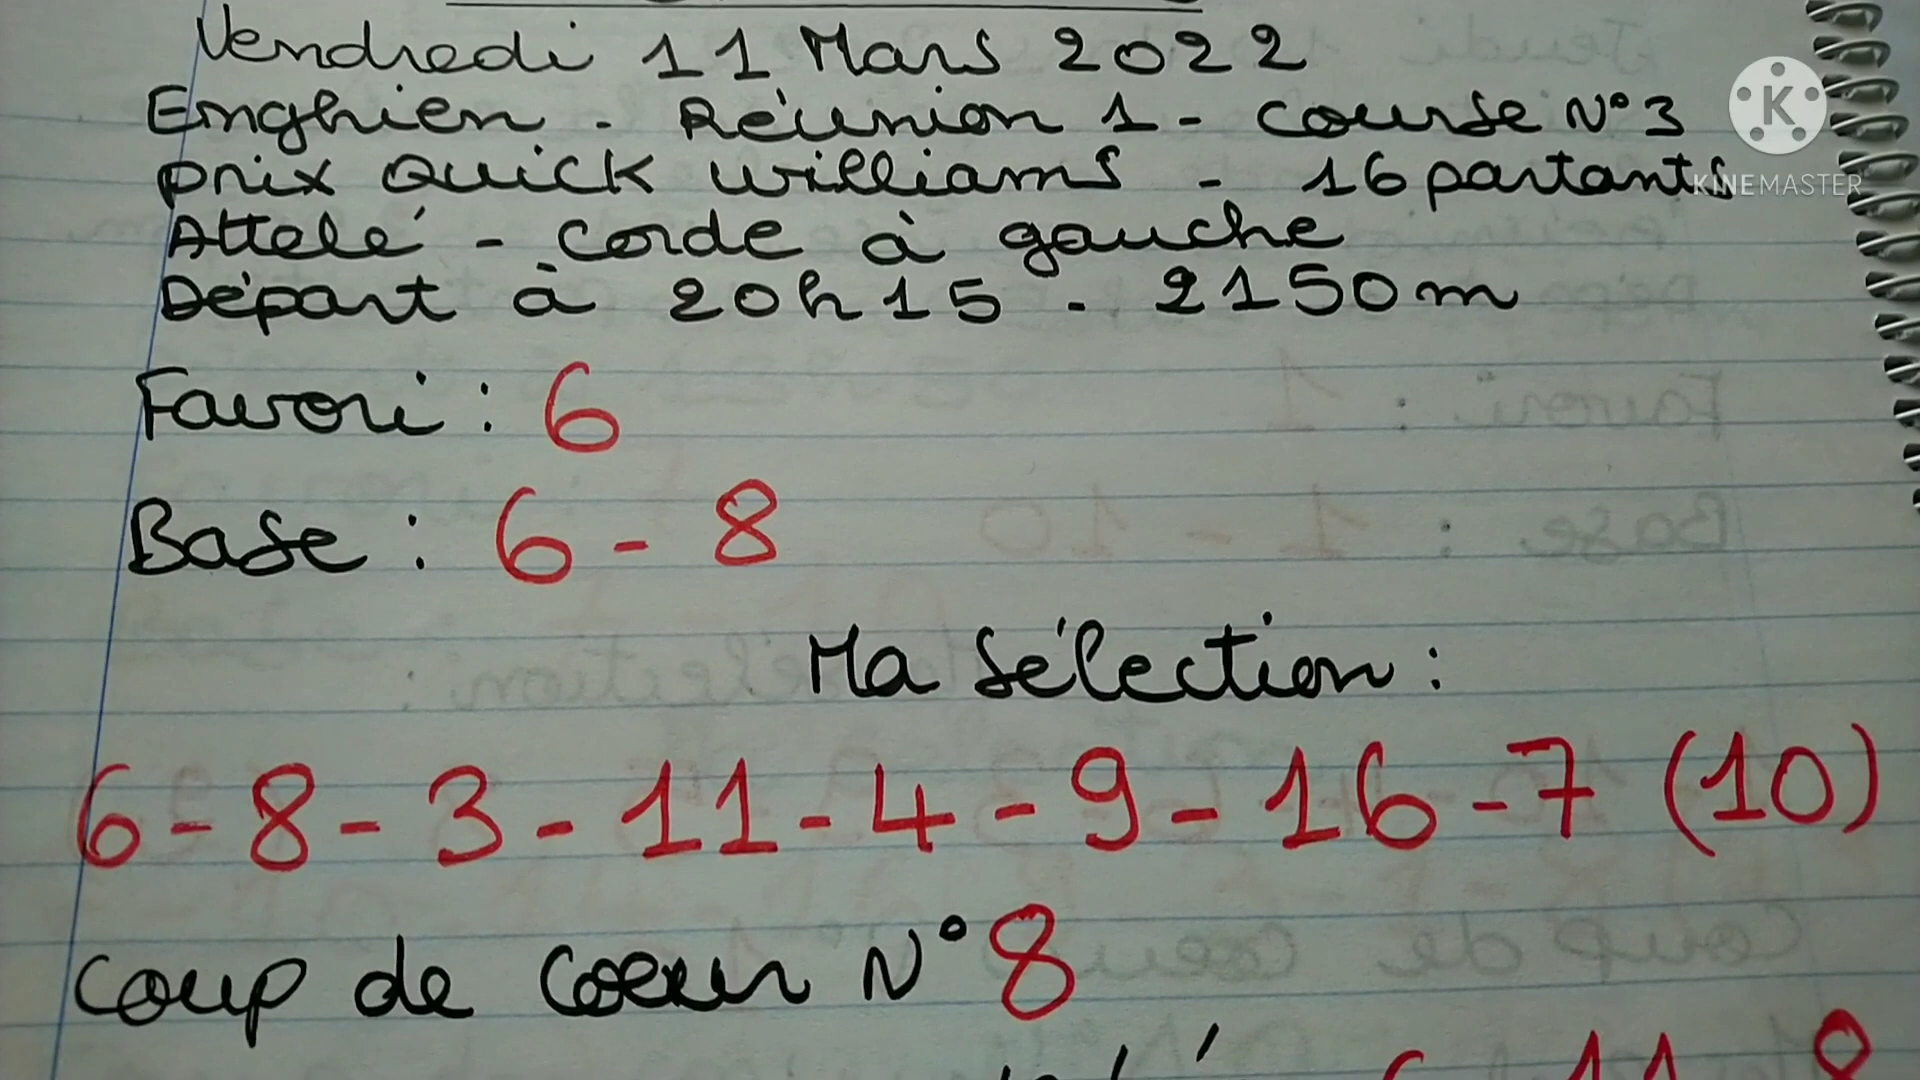 Vendredi 11 Mars 2022
Enghien - Réunion 1 - course N°3
prix Quick williams - 16 partants
KINEMASTER
Attelé - corde à gauche
Départ à 20h15 - 2150m
Favori : 6
Base : 6 - 8
Ma sélection :
6 - 8 - 3 - 11 - 4 - 9 - 16 - 7 (10)
coup de coeur N° 8